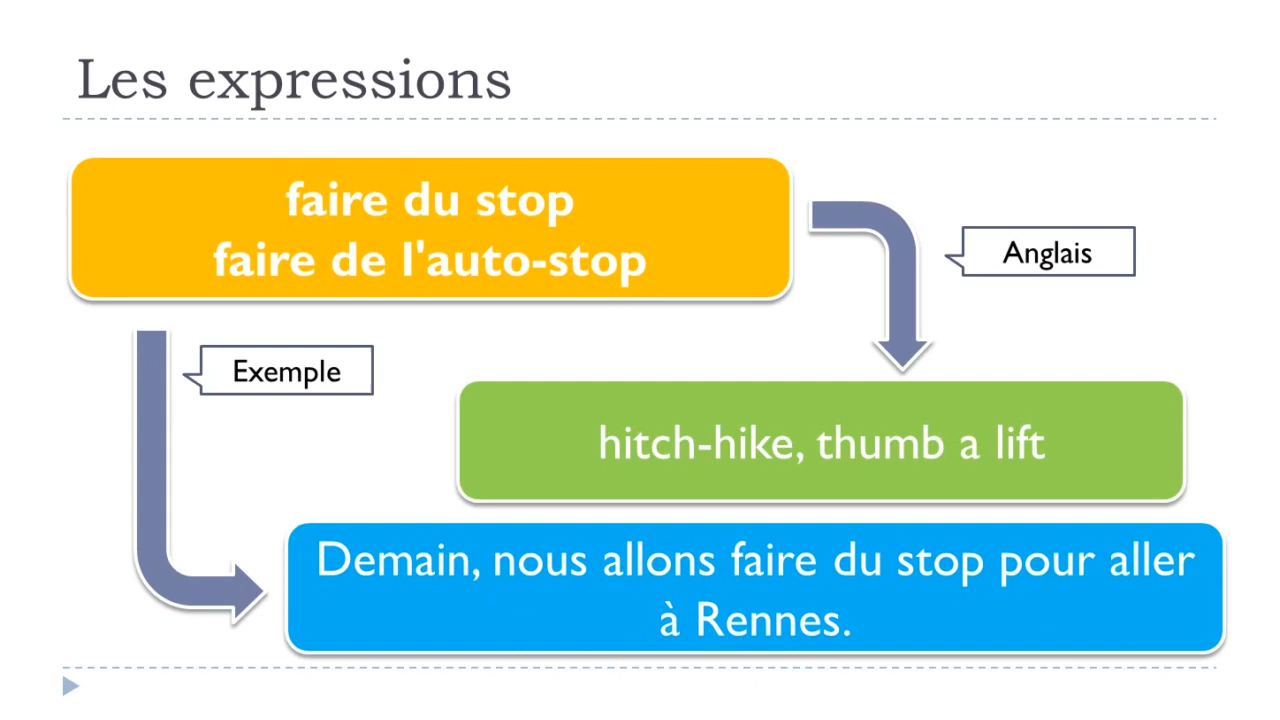 Les expressions
faire du stop
faire de l'auto-stop
Anglais
Exemple
hitch-hike, thumb a lift
Demain, nous allons faire du stop pour aller
à Rennes.